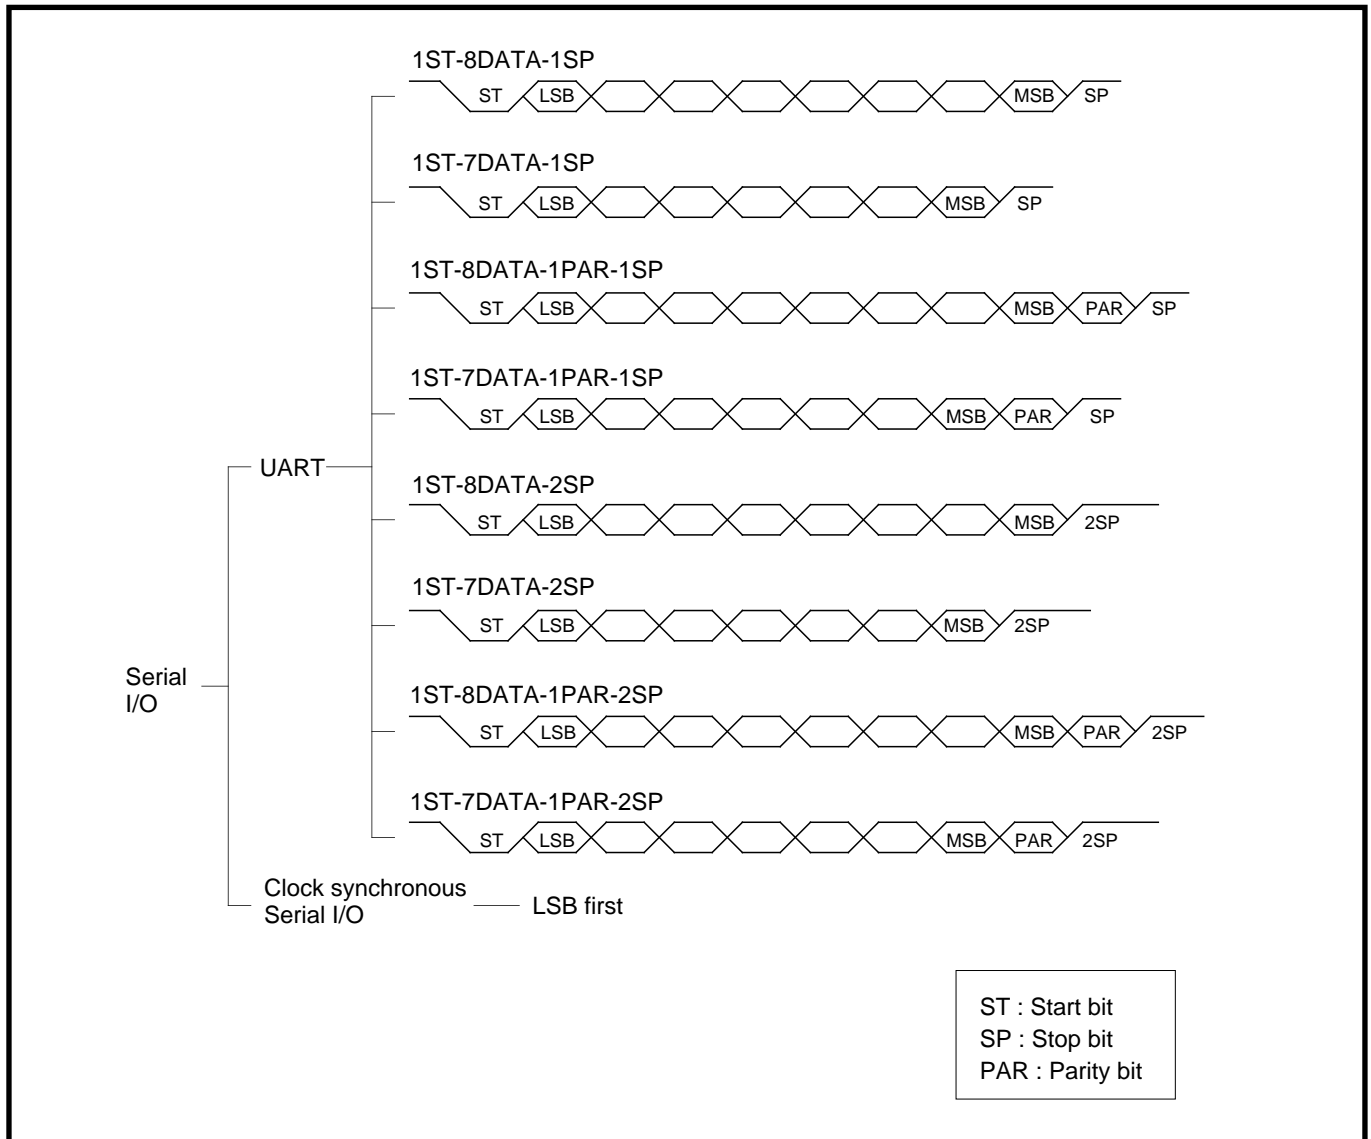 1ST-8DATA-1SP
ST LSB MSB SP
1ST-7DATA-1SP
ST LSB MSB SP
1ST-8DATA-1PAR-1SP
ST LSB MSB PAR SP
1ST-7DATA-1PAR-1SP
ST LSB MSB PAR SP
UART
1ST-8DATA-2SP
ST LSB MSB 2SP
1ST-7DATA-2SP
ST LSB MSB 2SP
Serial
I/O
1ST-8DATA-1PAR-2SP
ST LSB MSB PAR 2SP
1ST-7DATA-1PAR-2SP
ST LSB MSB PAR 2SP
Clock synchronous
Serial I/O
LSB first
ST : Start bit
SP : Stop bit
PAR : Parity bit